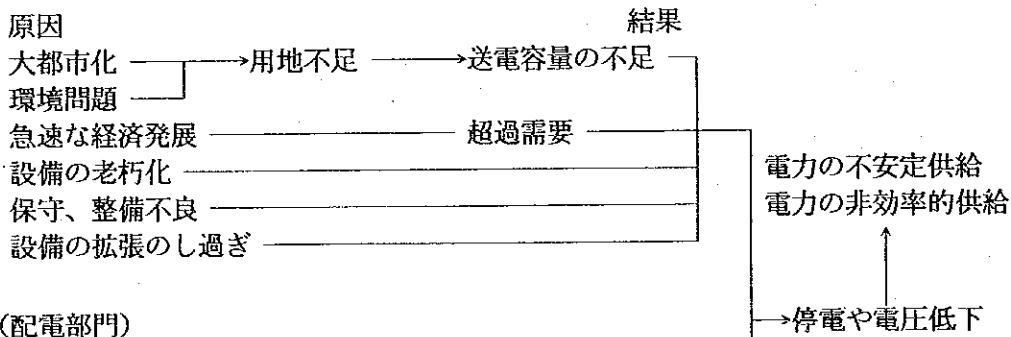 原因
結果
大都市化 用地不足 送電容量の不足
環境問題
急速な経済発展 超過需要
設備の老朽化
電力の不安定供給
保守、整備不良
電力の非効率的供給
設備の拡張のし過ぎ
(配電部門)
停電や電圧低下